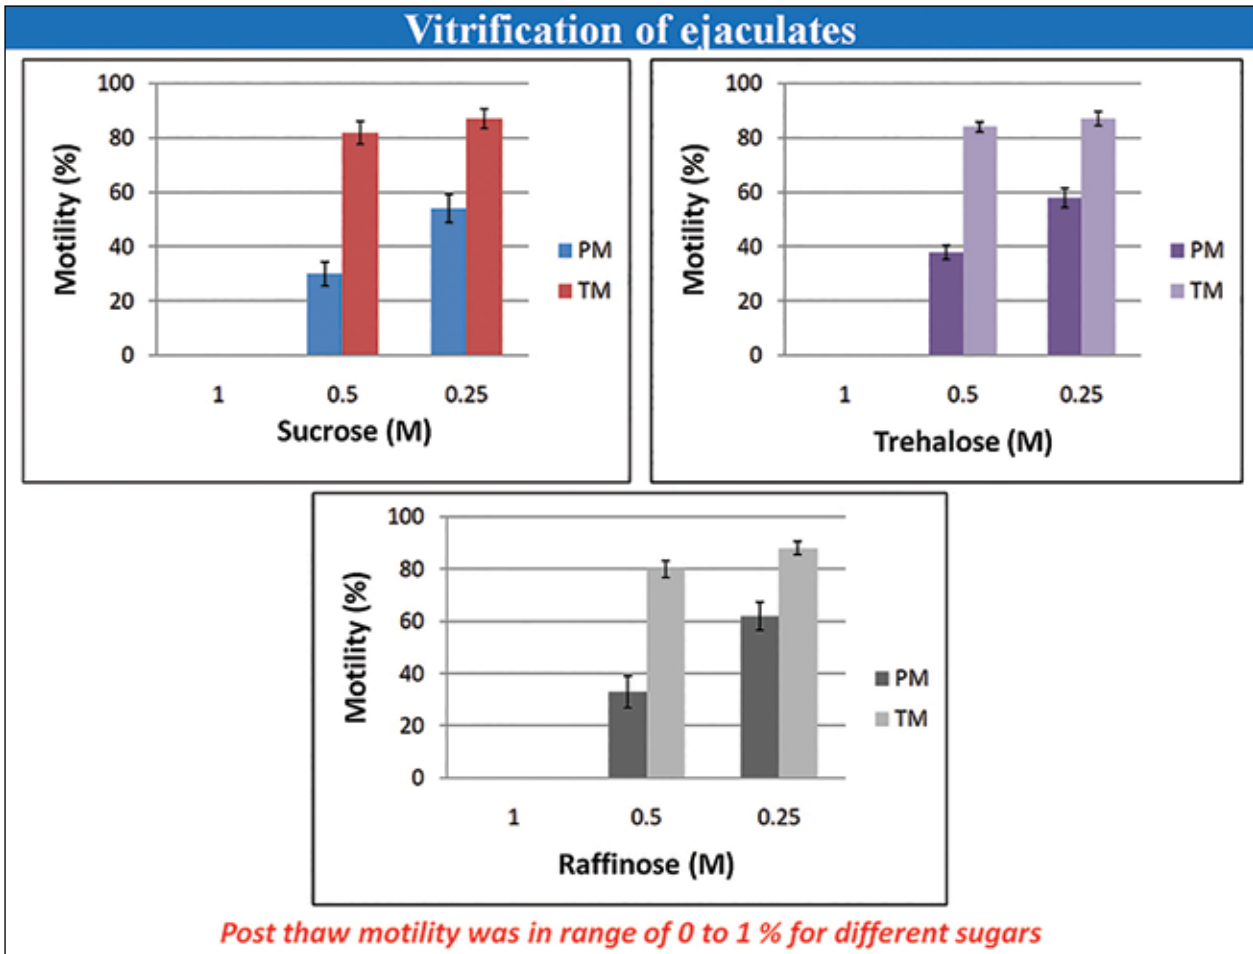 Vitrification of ejaculates
100
80
60
40
20
0
Motility (%)
1 0.5 0.25
Sucrose (M)
PM
TM
100
80
60
40
20
0
Motility (%)
1 0.5 0.25
Trehalose (M)
PM
TM
100
80
60
40
20
0
Motility (%)
1 0.5 0.25
Raffinose (M)
PM
TM
Post thaw motility was in range of 0 to 1 % for different sugars